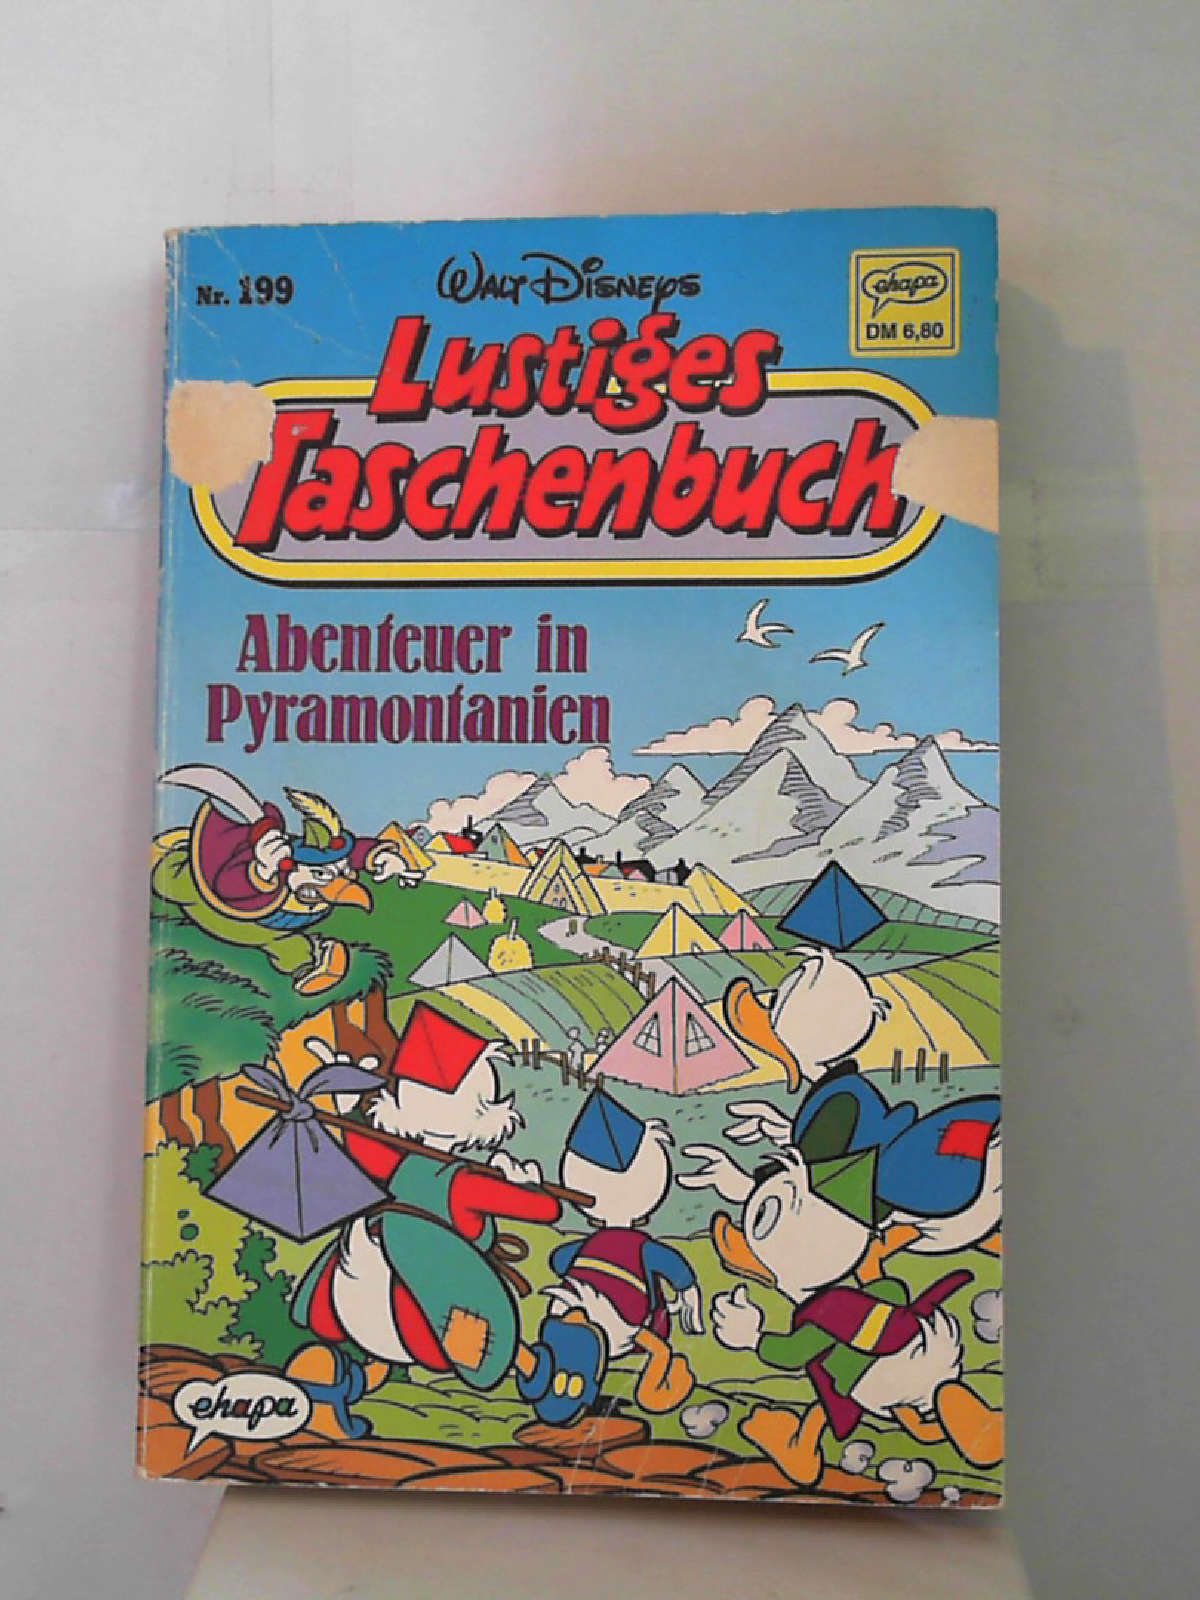 Nr. 199
WALT DISNEYS
ehapa
DM 6,80
Lustiges
Taschenbuch
Abenteuer in
Pyramontanien
ehapa